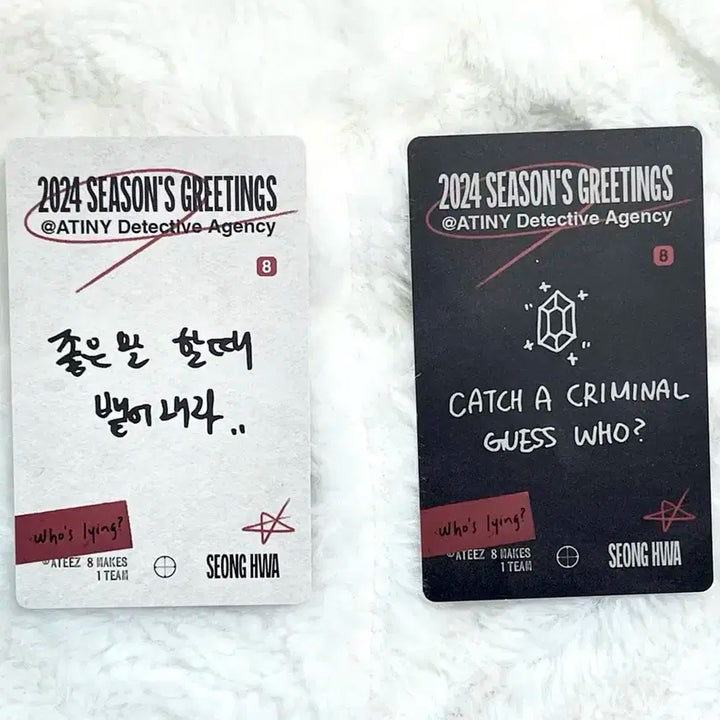 2024 SEASON'S GREETINGS
@ATINY Detective Agency
8
좋은말 할때
뱉어내라..
who's lying?
ATEEZ 8 MAKES
1 TEAM
SEONG HWA
2024 SEASON'S GREETINGS
@ATINY Detective Agency
8
CATCH A CRIMINAL
GUESS WHO?
who's lying?
ATEEZ 8 MAKES
1 TEAM
SEONG HWA